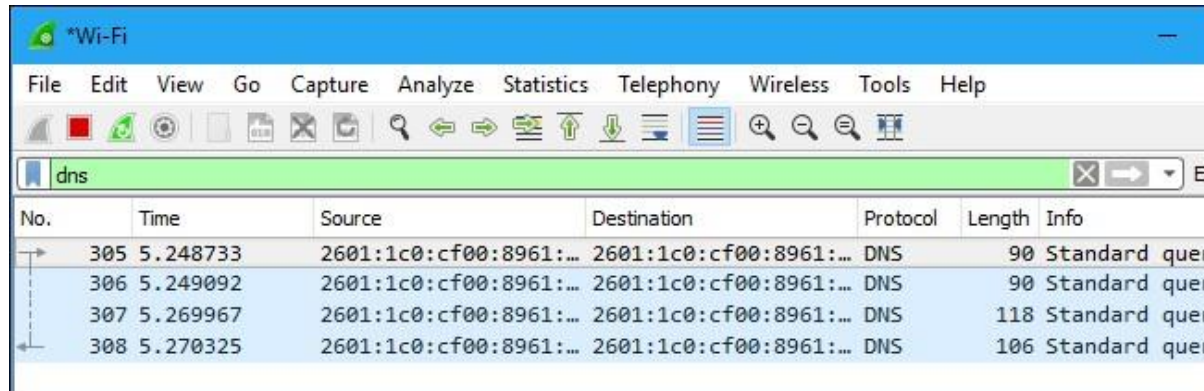 *Wi-Fi
File Edit View Go Capture Analyze Statistics Telephony Wireless Tools Help
dns
No. Time Source Destination Protocol Length Info
305 5.248733 2601:1c0:cf00:8961:… 2601:1c0:cf00:8961:… DNS 90 Standard quer
306 5.249092 2601:1c0:cf00:8961:… 2601:1c0:cf00:8961:… DNS 90 Standard quer
307 5.269967 2601:1c0:cf00:8961:… 2601:1c0:cf00:8961:… DNS 118 Standard quer
308 5.270325 2601:1c0:cf00:8961:… 2601:1c0:cf00:8961:… DNS 106 Standard quer